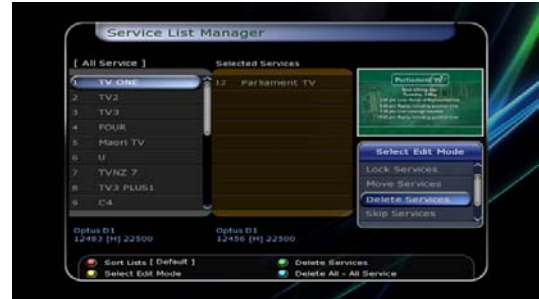 Service List Manager
[ All Service ]
Selected Services
1 TV ONE
2 TV2
3 TV3
4 FOUR
5 Maori TV
6 U
7 TVNZ 7
8 TV3 PLUS1
9 C4
12 Parliament TV
Parliament TV
Select Edit Mode
Lock Services
Move Services
Delete Services
Skip Services
Optus D1
12483 [H] 22500
Optus D1
12456 [H] 22500
Sort Lists [ Default ]
Delete Services
Select Edit Mode
Delete All - All Service